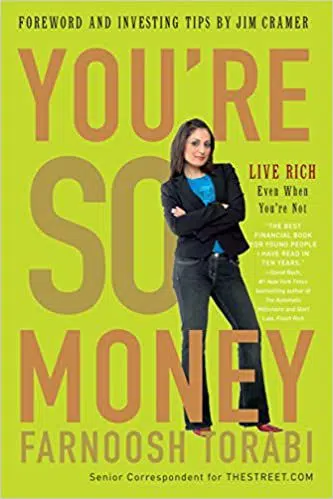 FOREWORD AND INVESTING TIPS BY JIM CRAMER
YOU'RE
SO
MONEY
LIVE RICH
Even When
You're Not
"THE BEST
FINANCIAL BOOK
FOR YOUNG PEOPLE
I HAVE READ IN
TEN YEARS."
—David Bach,
#1 New York Times
bestselling author of
The Automatic
Millionaire and Start
Late, Finish Rich
FARNOOSH TORABI
Senior Correspondent for THESTREET.COM